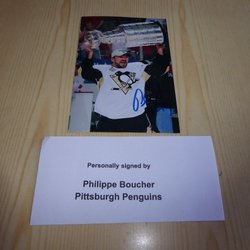 Personally signed by
Philippe Boucher
Pittsburgh Penguins